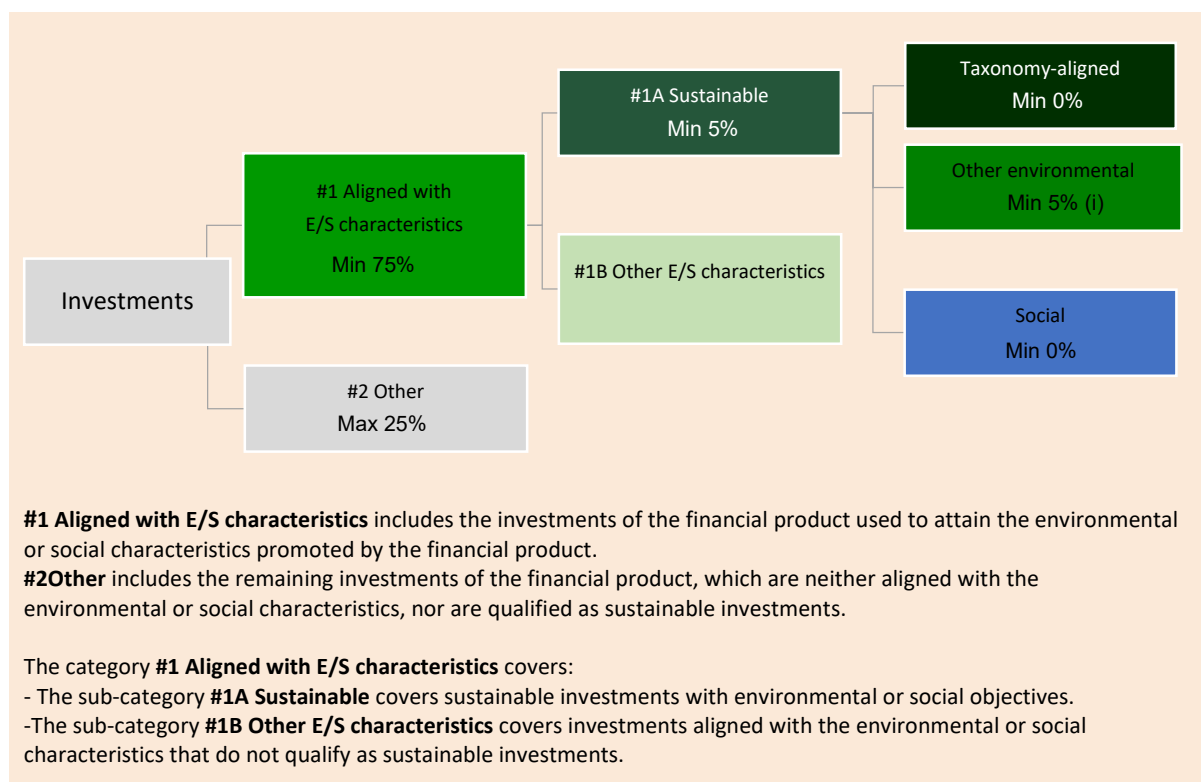 #1A Sustainable
Min 5%
Taxonomy-aligned
Min 0%
#1 Aligned with
E/S characteristics
Min 75%
Other environmental
Min 5% (i)
Investments
#1B Other E/S characteristics
Social
Min 0%
#2 Other
Max 25%
#1 Aligned with E/S characteristics includes the investments of the financial product used to attain the environmental
or social characteristics promoted by the financial product.
#2Other includes the remaining investments of the financial product, which are neither aligned with the
environmental or social characteristics, nor are qualified as sustainable investments.
The category #1 Aligned with E/S characteristics covers:
- The sub-category #1A Sustainable covers sustainable investments with environmental or social objectives.
-The sub-category #1B Other E/S characteristics covers investments aligned with the environmental or social
characteristics that do not qualify as sustainable investments.